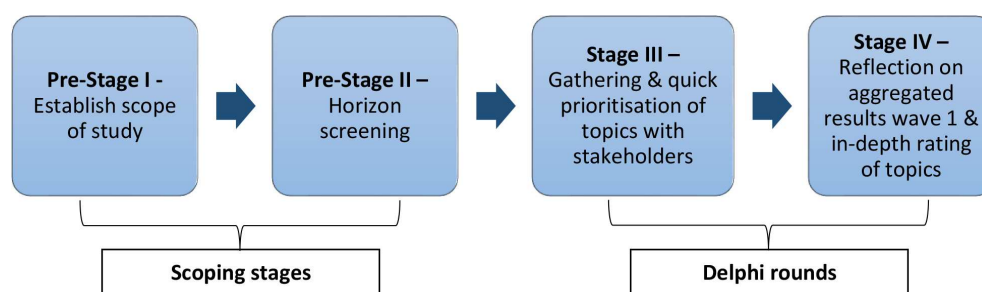 Pre-Stage I -
Establish scope
of study
Pre-Stage II –
Horizon
screening
Stage III –
Gathering & quick
prioritisation of
topics with
stakeholders
Stage IV –
Reflection on
aggregated
results wave 1 &
in-depth rating
of topics
Scoping stages
Delphi rounds